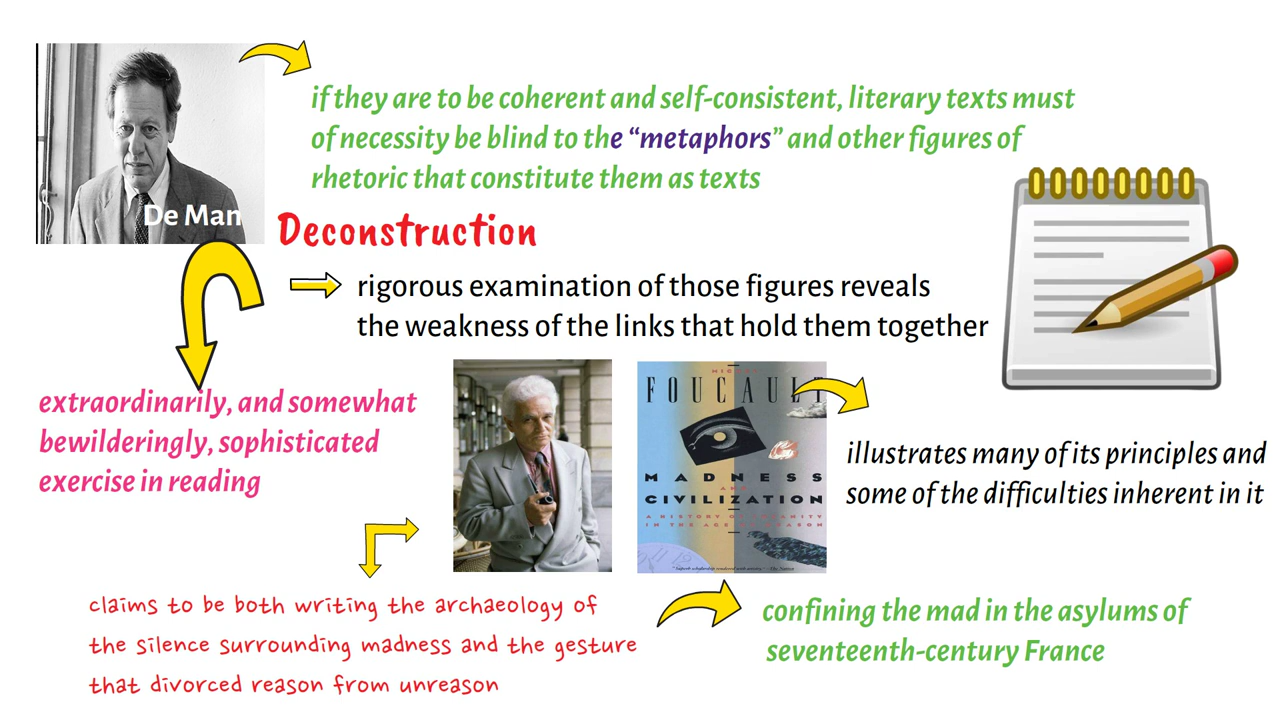 if they are to be coherent and self-consistent, literary texts must
of necessity be blind to the “metaphors” and other figures of
rhetoric that constitute them as texts
De Man
Deconstruction
rigorous examination of those figures reveals
the weakness of the links that hold them together
extraordinarily, and somewhat
bewilderingly, sophisticated
exercise in reading
FOUCAULT
MADNESS
AND
CIVILIZATION
A HISTORY OF INSANITY
IN THE AGE OF REASON
illustrates many of its principles and
some of the difficulties inherent in it
claims to be both writing the archaeology of
the silence surrounding madness and the gesture
that divorced reason from unreason
confining the mad in the asylums of
seventeenth-century France